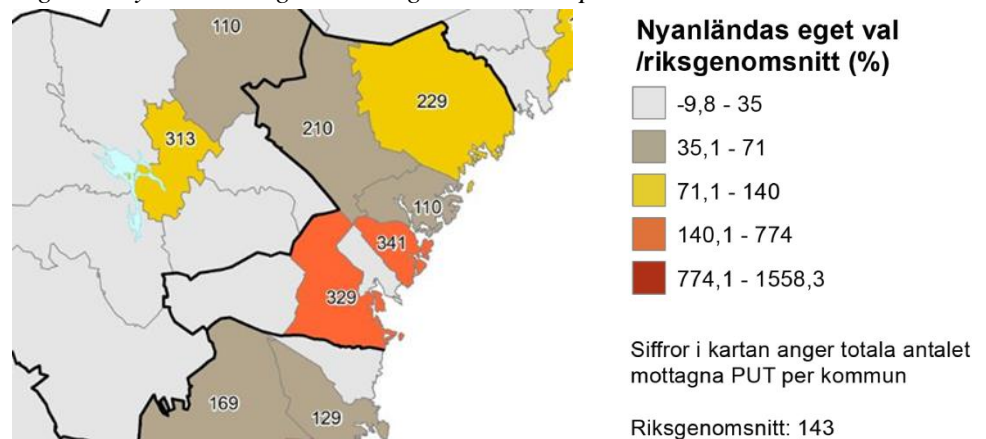 110
229
210
313
110
341
329
169
129
Nyanländas eget val
/riksgenomsnitt (%)
-9,8 - 35
35,1 - 71
71,1 - 140
140,1 - 774
774,1 - 1558,3
Siffror i kartan anger totala antalet
mottagna PUT per kommun
Riksgenomsnitt: 143